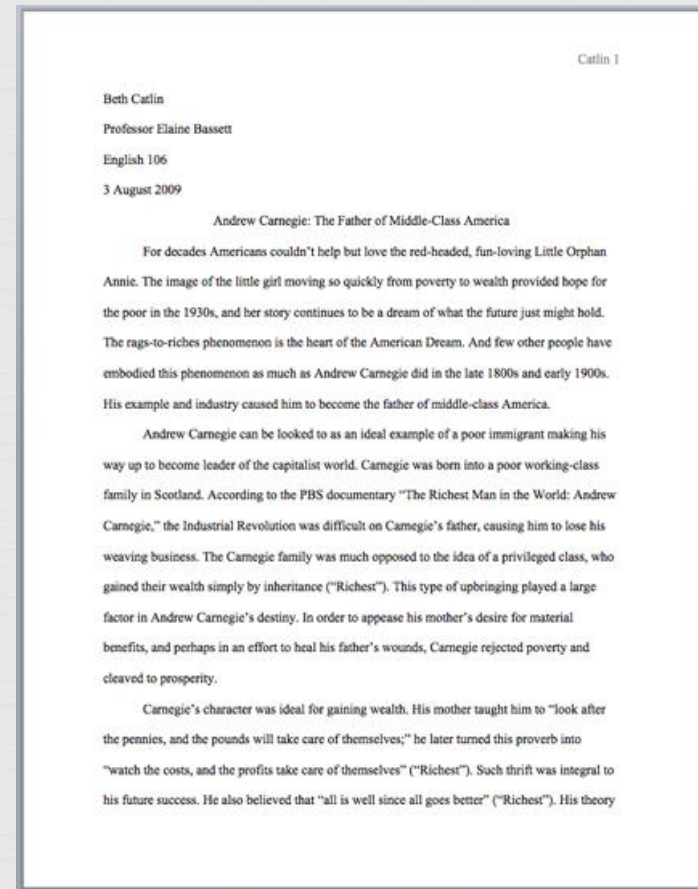 Catlin 1
Beth Catlin
Professor Elaine Bassett
English 106
3 August 2009
Andrew Carnegie: The Father of Middle-Class America
For decades Americans couldn't help but love the red-headed, fun-loving Little Orphan
Annie. The image of the little girl moving so quickly from poverty to wealth provided hope for
the poor in the 1930s, and her story continues to be a dream of what the future just might hold.
The rags-to-riches phenomenon is the heart of the American Dream. And few other people have
embodied this phenomenon as much as Andrew Carnegie did in the late 1800s and early 1900s.
His example and industry caused him to become the father of middle-class America.
Andrew Carnegie can be looked to as an ideal example of a poor immigrant making his
way up to become leader of the capitalist world. Carnegie was born into a poor working-class
family in Scotland. According to the PBS documentary "The Richest Man in the World: Andrew
Carnegie," the Industrial Revolution was difficult on Carnegie's father, causing him to lose his
weaving business. The Carnegie family was much opposed to the idea of a privileged class, who
gained their wealth simply by inheritance ("Richest"). This type of upbringing played a large
factor in Andrew Carnegie's destiny. In order to appease his mother's desire for material
benefits, and perhaps in an effort to heal his father's wounds, Carnegie rejected poverty and
cleaved to prosperity.
Carnegie's character was ideal for gaining wealth. His mother taught him to "look after
the pennies, and the pounds will take care of themselves;" he later turned this proverb into
"watch the costs, and the profits take care of themselves" ("Richest"). Such thrift was integral to
his future success. He also believed that "all is well since all goes better" ("Richest"). His theory